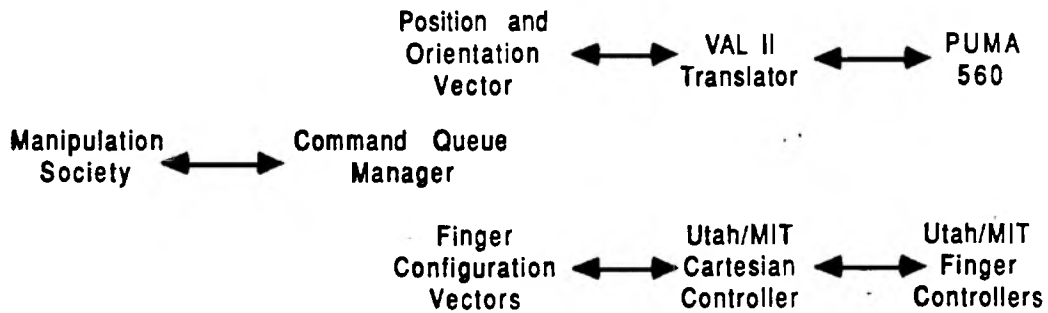 Position and
Orientation
Vector
VAL II
Translator
PUMA
560
Manipulation
Society
Command Queue
Manager
Finger
Configuration
Vectors
Utah/MIT
Cartesian
Controller
Utah/MIT
Finger
Controllers